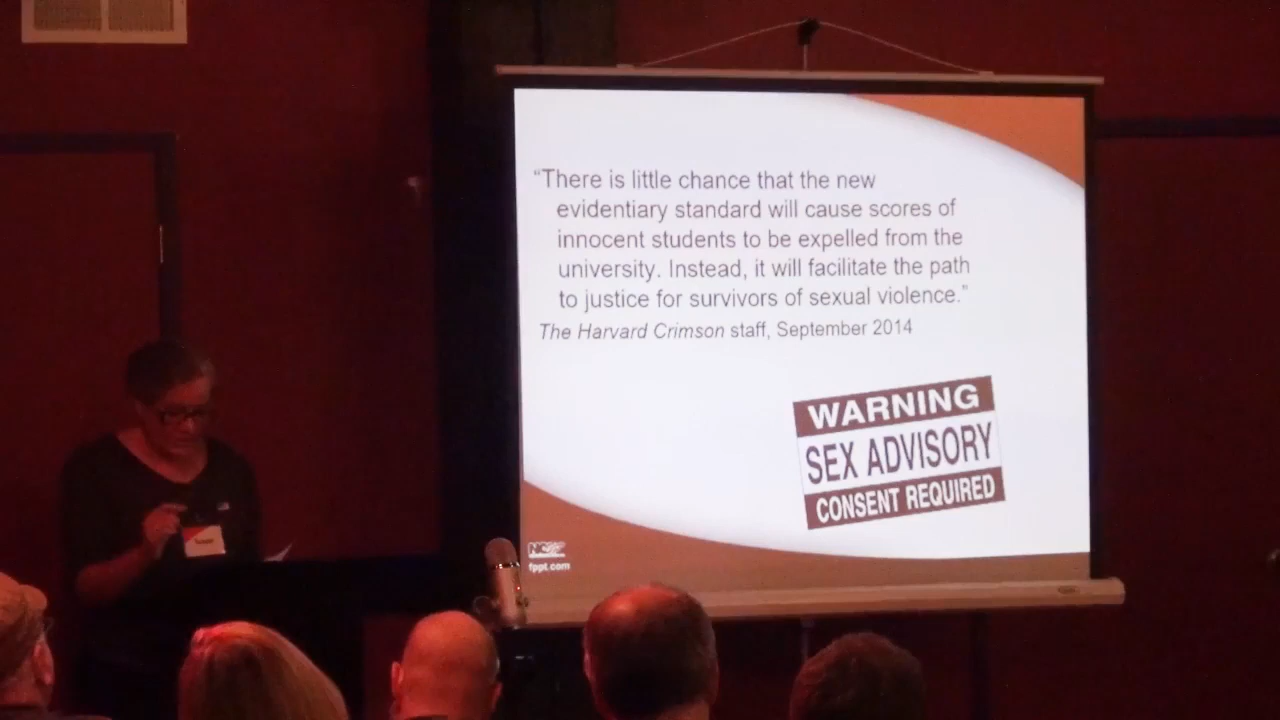 “There is little chance that the new
evidentiary standard will cause scores of
innocent students to be expelled from the
university. Instead, it will facilitate the path
to justice for survivors of sexual violence.”
The Harvard Crimson staff, September 2014
WARNING
SEX ADVISORY
CONSENT REQUIRED
fppt.com